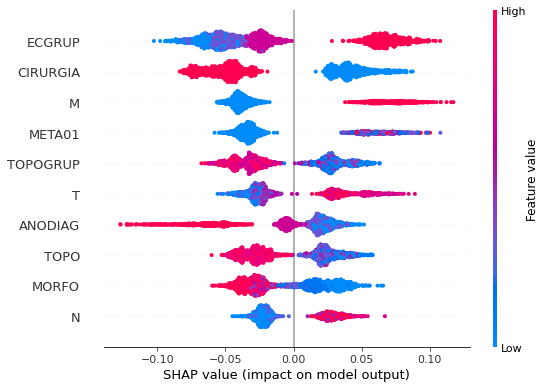 High
ECGRUP
CIRURGIA
M
META01
TOPOGRUP
T
ANODIAG
TOPO
MORFO
N
Feature value
Low
−0.10 −0.05 0.00 0.05 0.10
SHAP value (impact on model output)